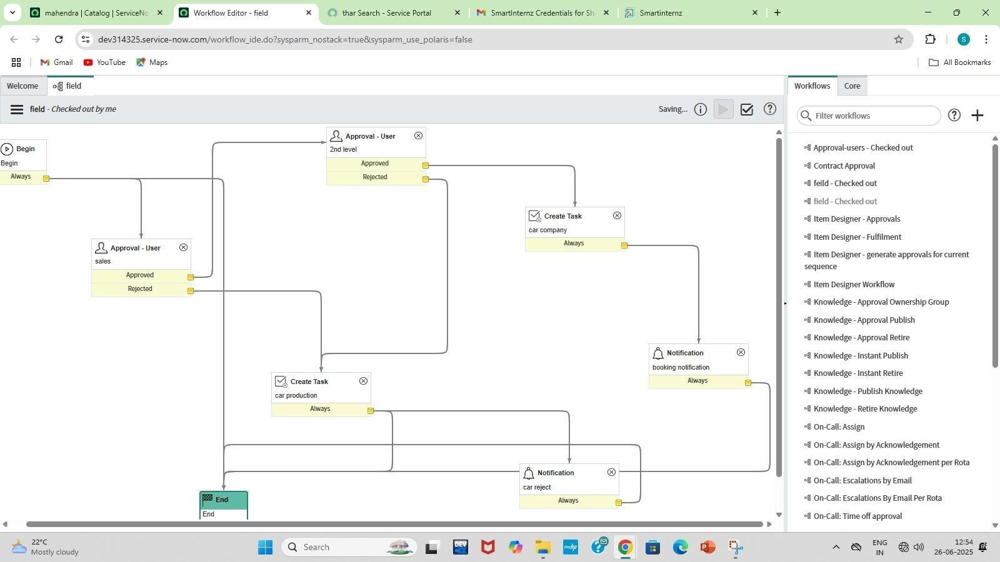 mahendra | Catalog | ServiceNo
Workflow Editor - field
thar Search - Service Portal
SmartInternz Credentials for Sh
Smartinternz
dev314325.service-now.com/workflow_ide.do?sysparm_nostack=true&sysparm_use_polaris=false
S
Gmail
YouTube
Maps
All Bookmarks
Welcome
field
Workflows
Core
field - Checked out by me
Saving...
Filter workflows
Begin
Begin
Always
Approval - User
2nd level
Approved
Rejected
Create Task
car company
Always
Approval - User
sales
Approved
Rejected
Notification
booking notification
Always
Create Task
car production
Always
Notification
car reject
Always
End
End
Approval-users - Checked out
Contract Approval
feild - Checked out
field - Checked out
Item Designer - Approvals
Item Designer - Fulfilment
Item Designer - generate approvals for current
sequence
Item Designer Workflow
Knowledge - Approval Ownership Group
Knowledge - Approval Publish
Knowledge - Approval Retire
Knowledge - Instant Publish
Knowledge - Instant Retire
Knowledge - Publish Knowledge
Knowledge - Retire Knowledge
On-Call: Assign
On-Call: Assign by Acknowledgement
On-Call: Assign by Acknowledgement per Rota
On-Call: Escalations by Email
On-Call: Escalations By Email Per Rota
On-Call: Time off approval
22°C
Mostly cloudy
Search
DEV
myhp
ENG
IN
12:54
26-06-2025